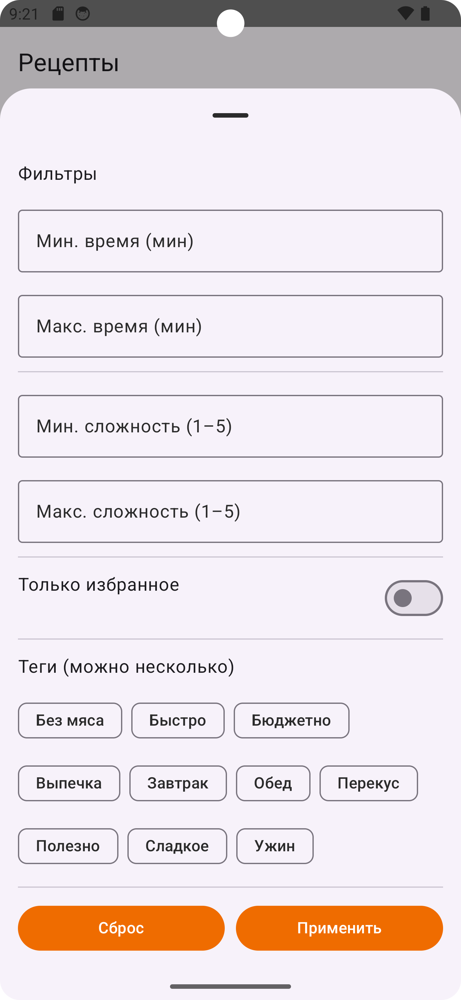 9:21
Рецепты
Фильтры
Мин. время (мин)
Макс. время (мин)
Мин. сложность (1–5)
Макс. сложность (1–5)
Только избранное
Теги (можно несколько)
Без мяса Быстро Бюджетно
Выпечка Завтрак Обед Перекус
Полезно Сладкое Ужин
Сброс Применить